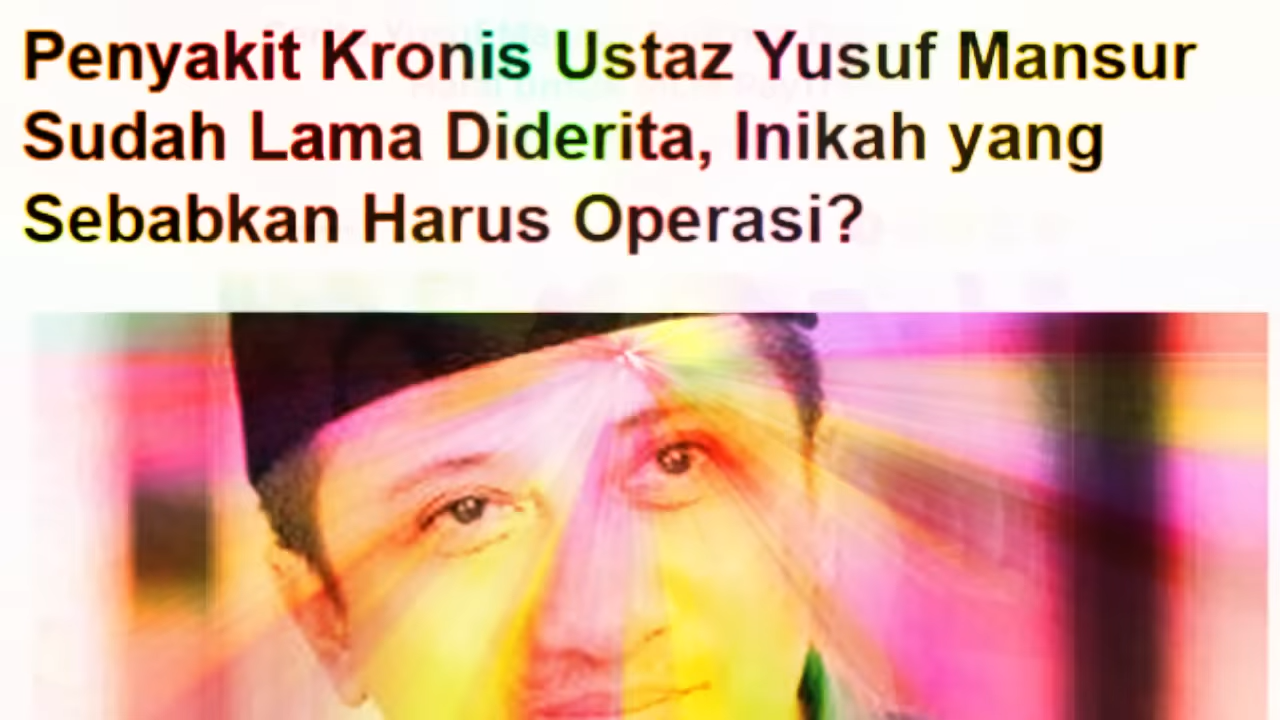 Penyakit Kronis Ustaz Yusuf Mansur
Sudah Lama Diderita, Inikah yang
Sebabkan Harus Operasi?